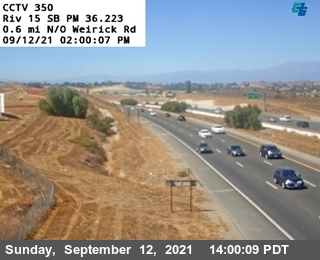 CCTV 350
Riv 15 SB PM 36.223
0.6 mi N/O Weirick Rd
09/12/21 02:00:07 PM
Sunday, September 12, 2021 14:00:09 PDT